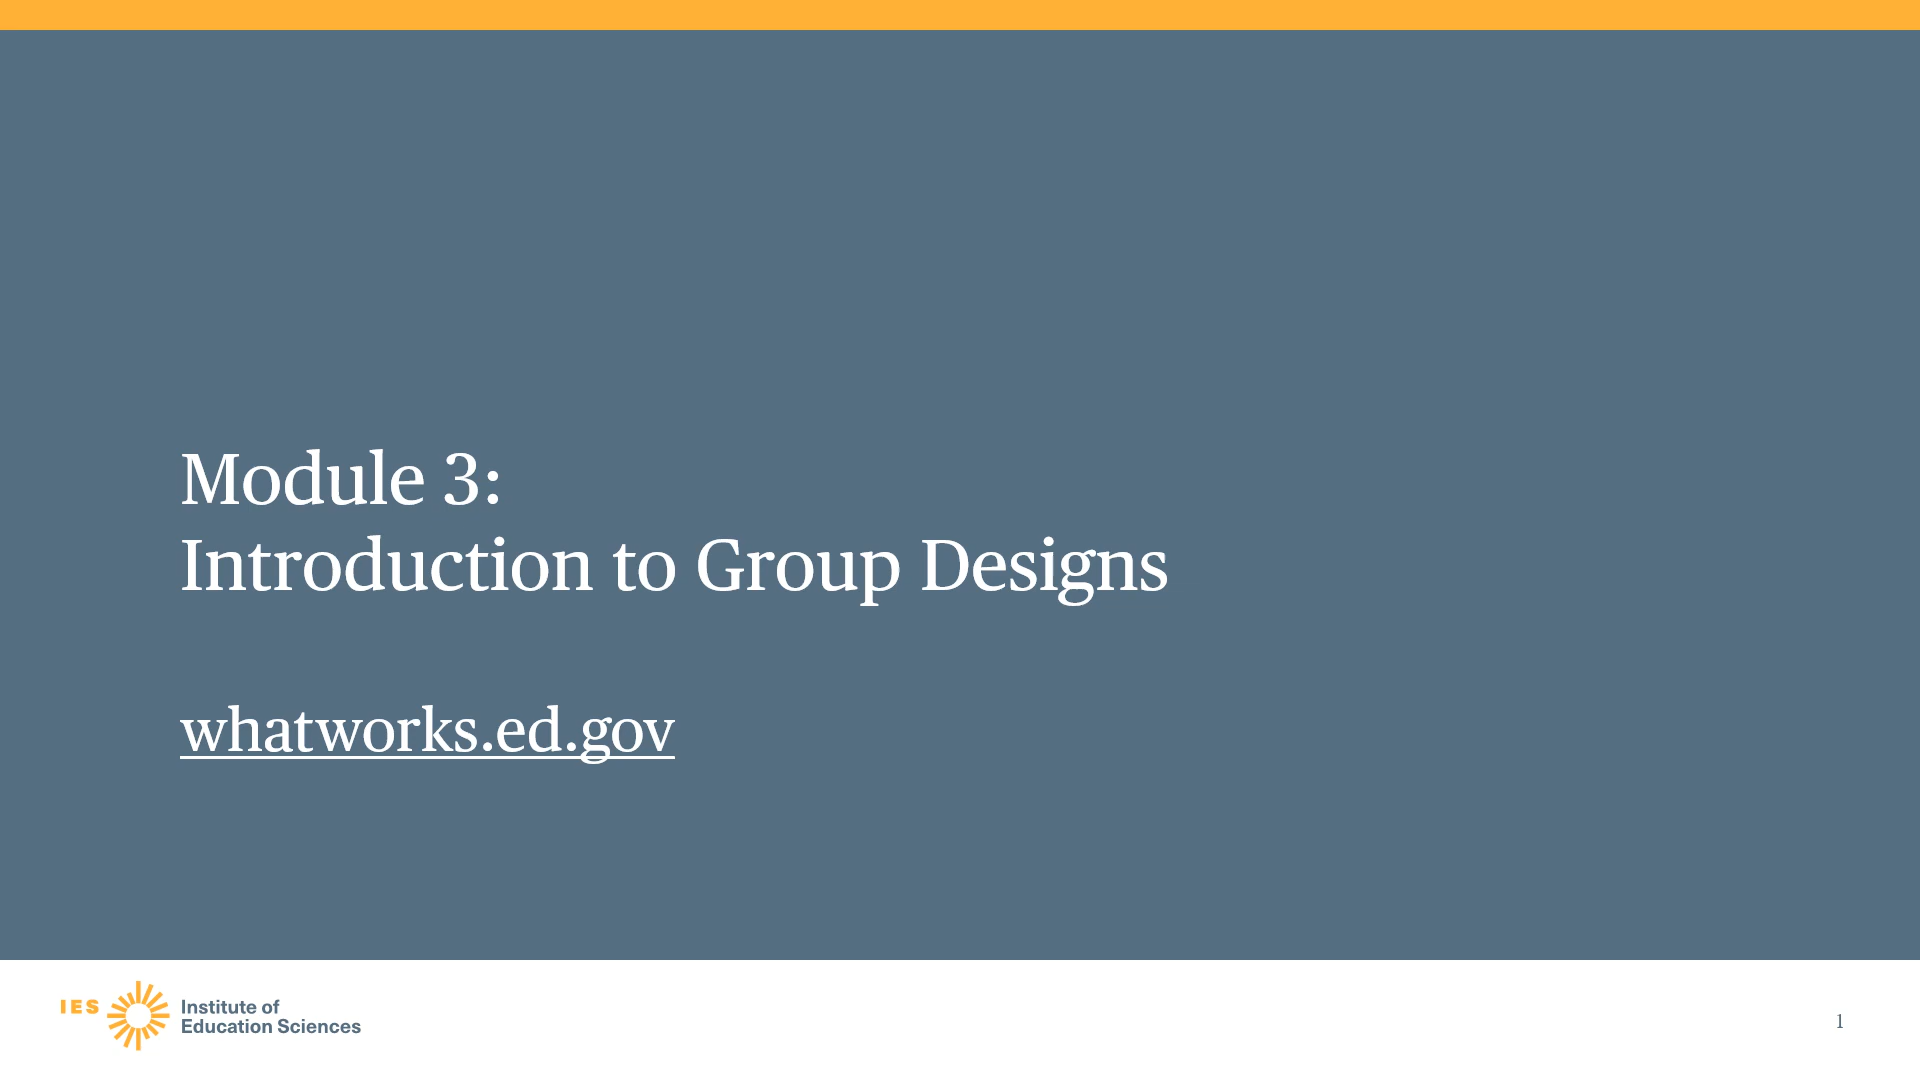 Module 3:
Introduction to Group Designs
whatworks.ed.gov
IES
Institute of
Education Sciences
1